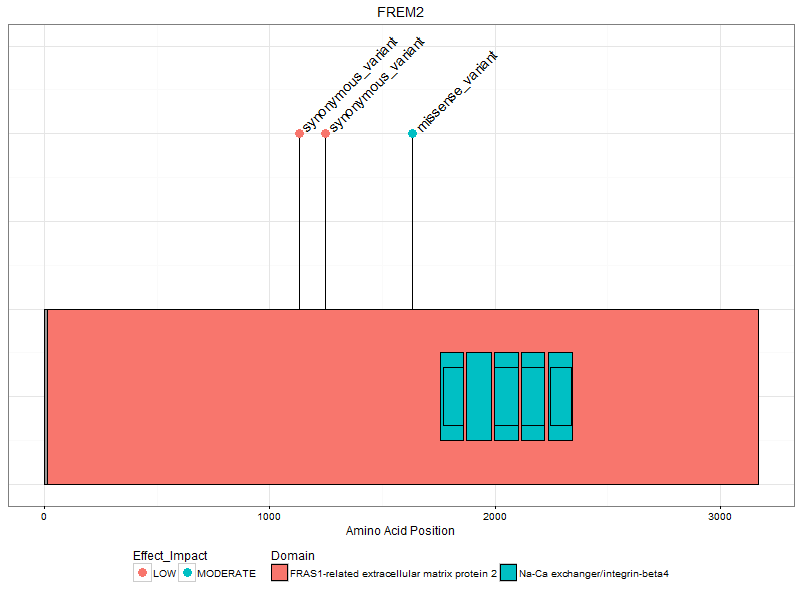 FREM2
synonymous_variant
synonymous_variant
missense_variant
0 1000 2000 3000
Amino Acid Position
Effect_Impact Domain
LOW MODERATE FRAS1-related extracellular matrix protein 2 Na-Ca exchanger/integrin-beta4